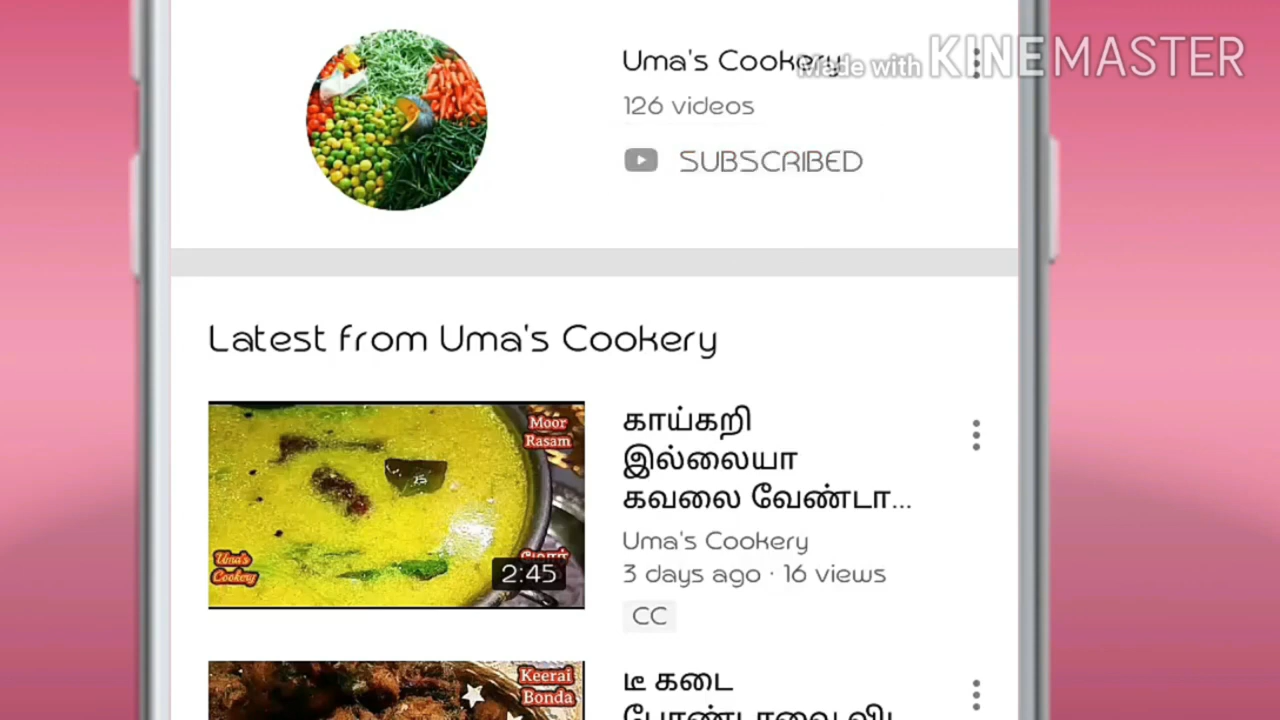 Uma's Cookery
Made with KINEMASTER
126 videos
SUBSCRIBED
Latest from Uma's Cookery
Moor
Rasam
Uma's
Cookery
மோர்
2:45
காய்கறி
இல்லையா
கவலை வேண்டா...
Uma's Cookery
3 days ago · 16 views
CC
Keerai
Bonda
டீ கடை